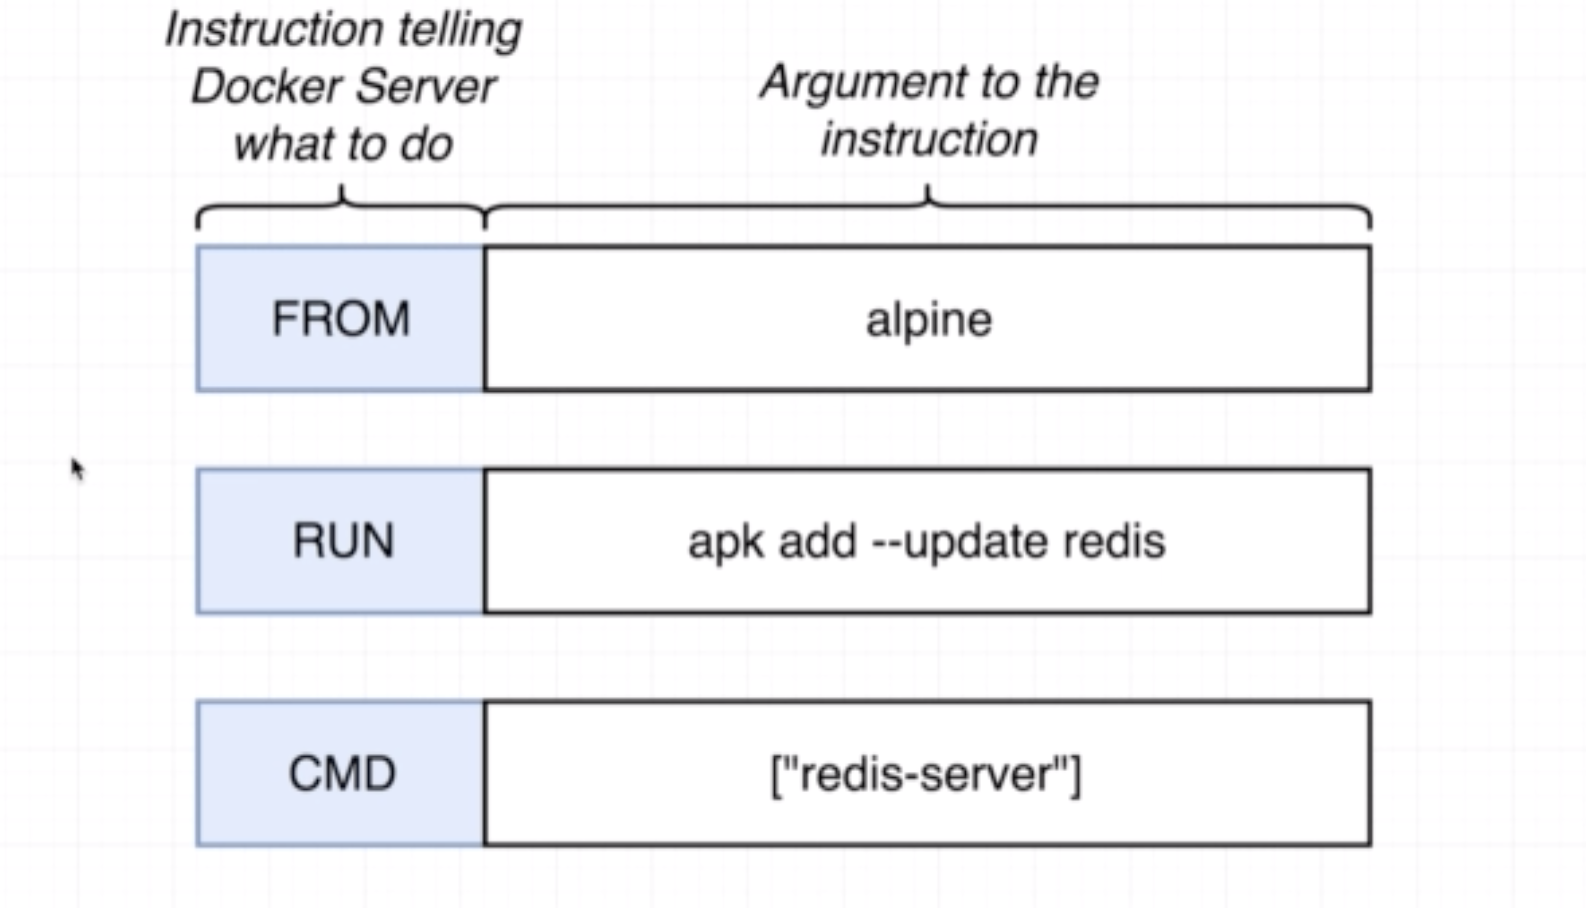 Instruction telling
Docker Server
what to do
Argument to the
instruction
FROM
alpine
RUN
apk add --update redis
CMD
["redis-server"]